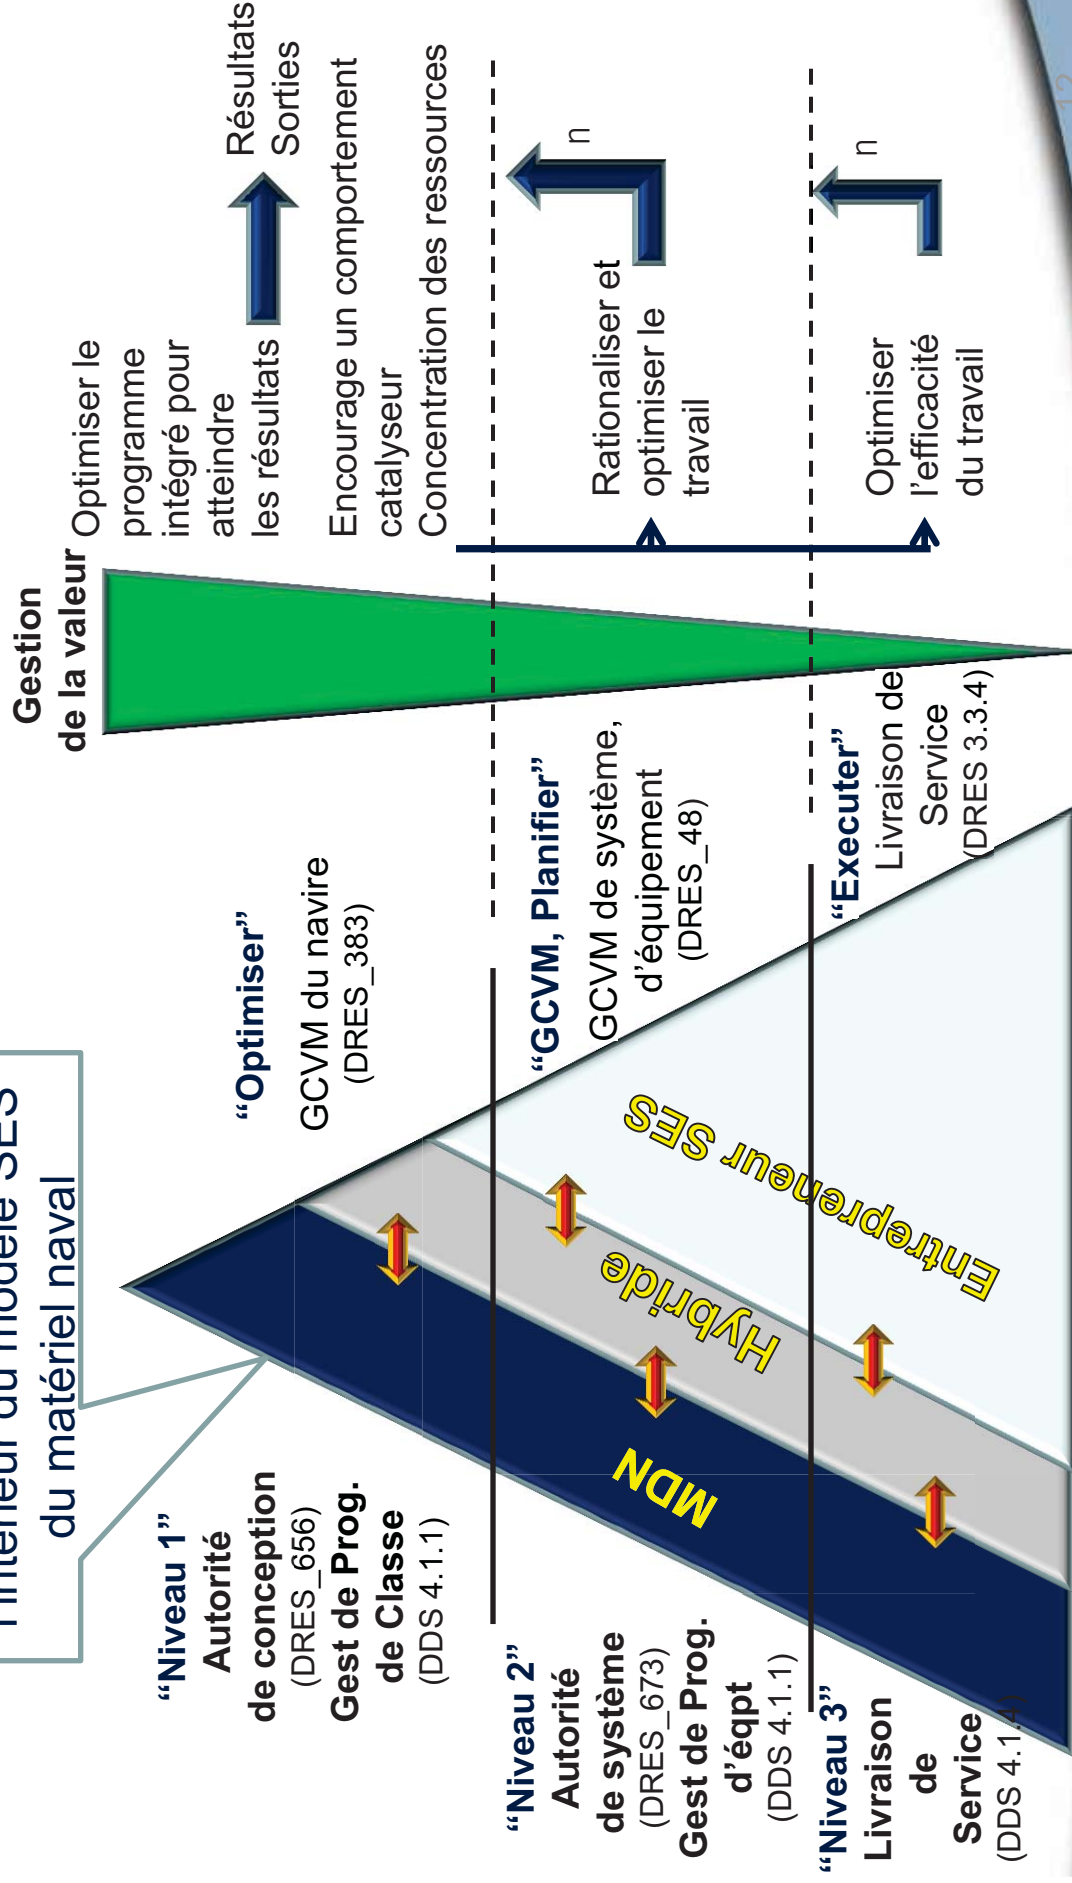 l'intérieur du modèle SES
du matériel naval
“Niveau 1”
Autorité
de conception
(DRES_656)
Gest de Prog.
de Classe
(DDS 4.1.1)
“Optimiser”
GCVM du navire
(DRES_383)
Gestion
de la valeur
Optimiser le
programme
intégré pour
atteindre
les résultats
Résultats
Sorties
Encourage un comportement
catalyseur
Concentration des ressources
“Niveau 2”
Autorité
de système
(DRES_673)
Gest de Prog.
d’éqpt
(DDS 4.1.1)
“GCVM, Planifier”
GCVM de système,
d’équipement
(DRES_48)
Rationaliser et
optimiser le
travail
n
“Niveau 3”
Livraison
de
Service
(DDS 4.1.4)
“Executer”
Livraison de
Service
(DRES 3.3.4)
Optimiser
l’efficacité
du travail
n
MDN
Hybride
Entrepreneur SES
12